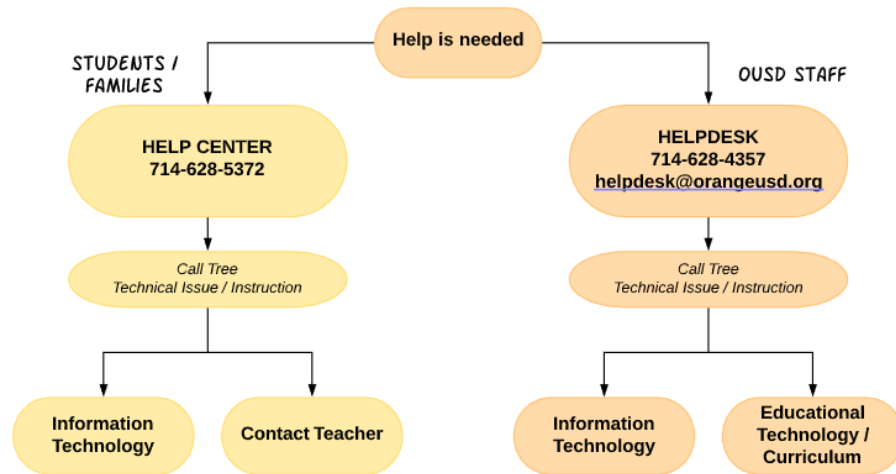 Help is needed
STUDENTS /
FAMILIES
OUSD STAFF
HELP CENTER
714-628-5372
HELPDESK
714-628-4357
helpdesk@orangeusd.org
Call Tree
Technical Issue / Instruction
Call Tree
Technical Issue / Instruction
Information
Technology
Contact Teacher
Information
Technology
Educational
Technology /
Curriculum